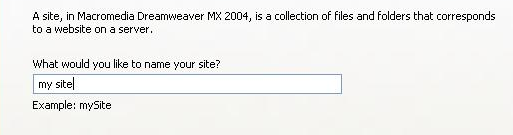 A site, in Macromedia Dreamweaver MX 2004, is a collection of files and folders that corresponds
to a website on a server.
What would you like to name your site?
my site
Example: mySite